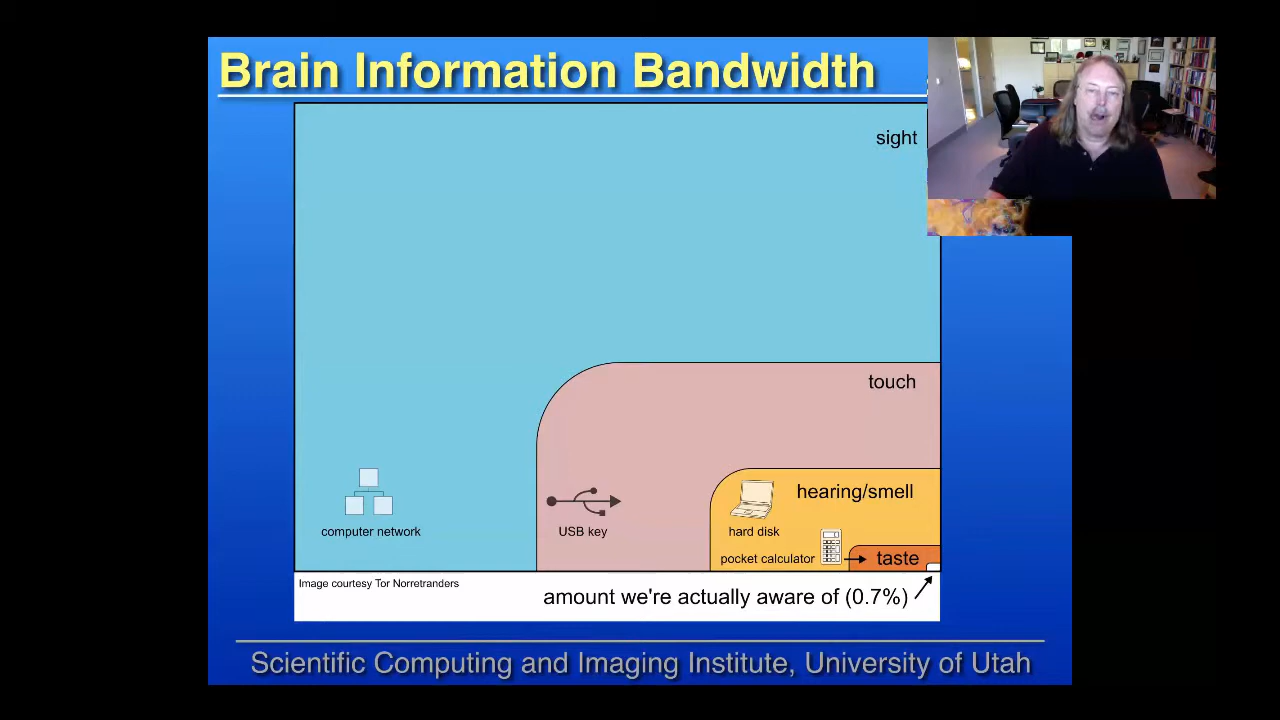 Brain Information Bandwidth
sight
touch
hearing/smell
computer network
USB key
hard disk
pocket calculator
taste
Image courtesy Tor Norretranders
amount we're actually aware of (0.7%)
Scientific Computing and Imaging Institute, University of Utah